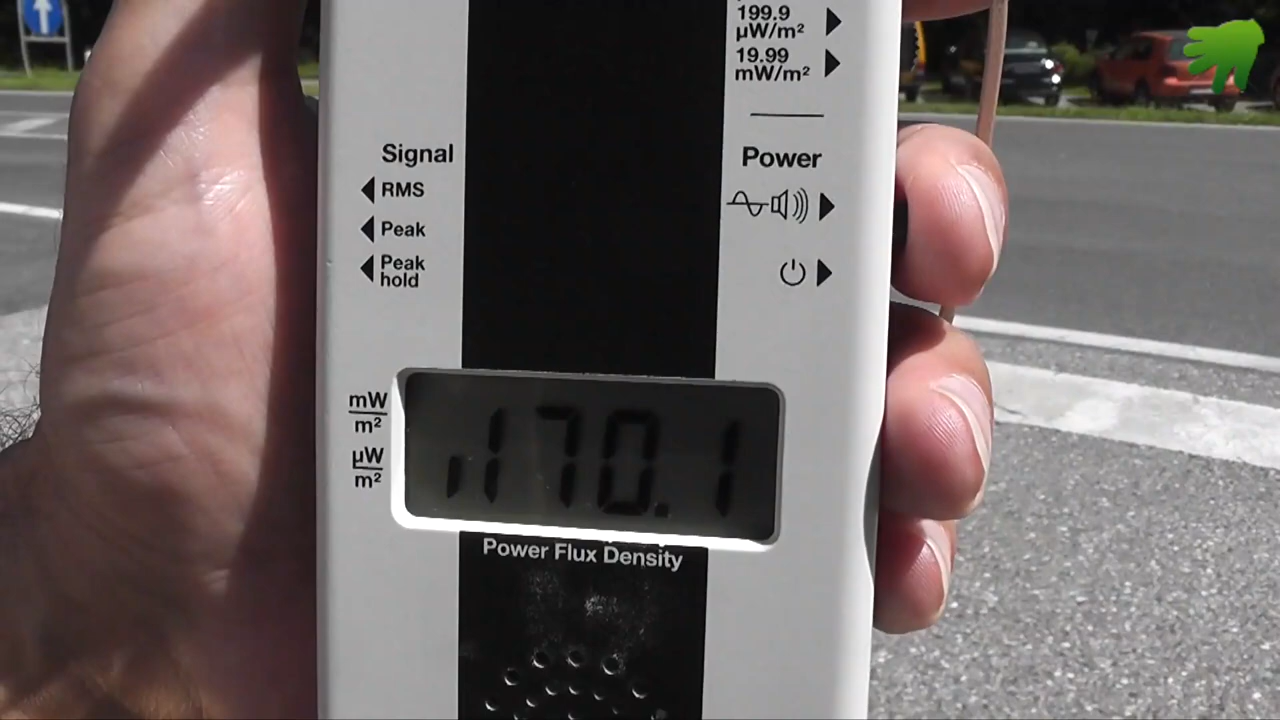 199.9
µW/m²
19.99
mW/m²
Signal
RMS
Peak
Peak
hold
Power
mW
m²
µW
m²
170.1
Power Flux Density